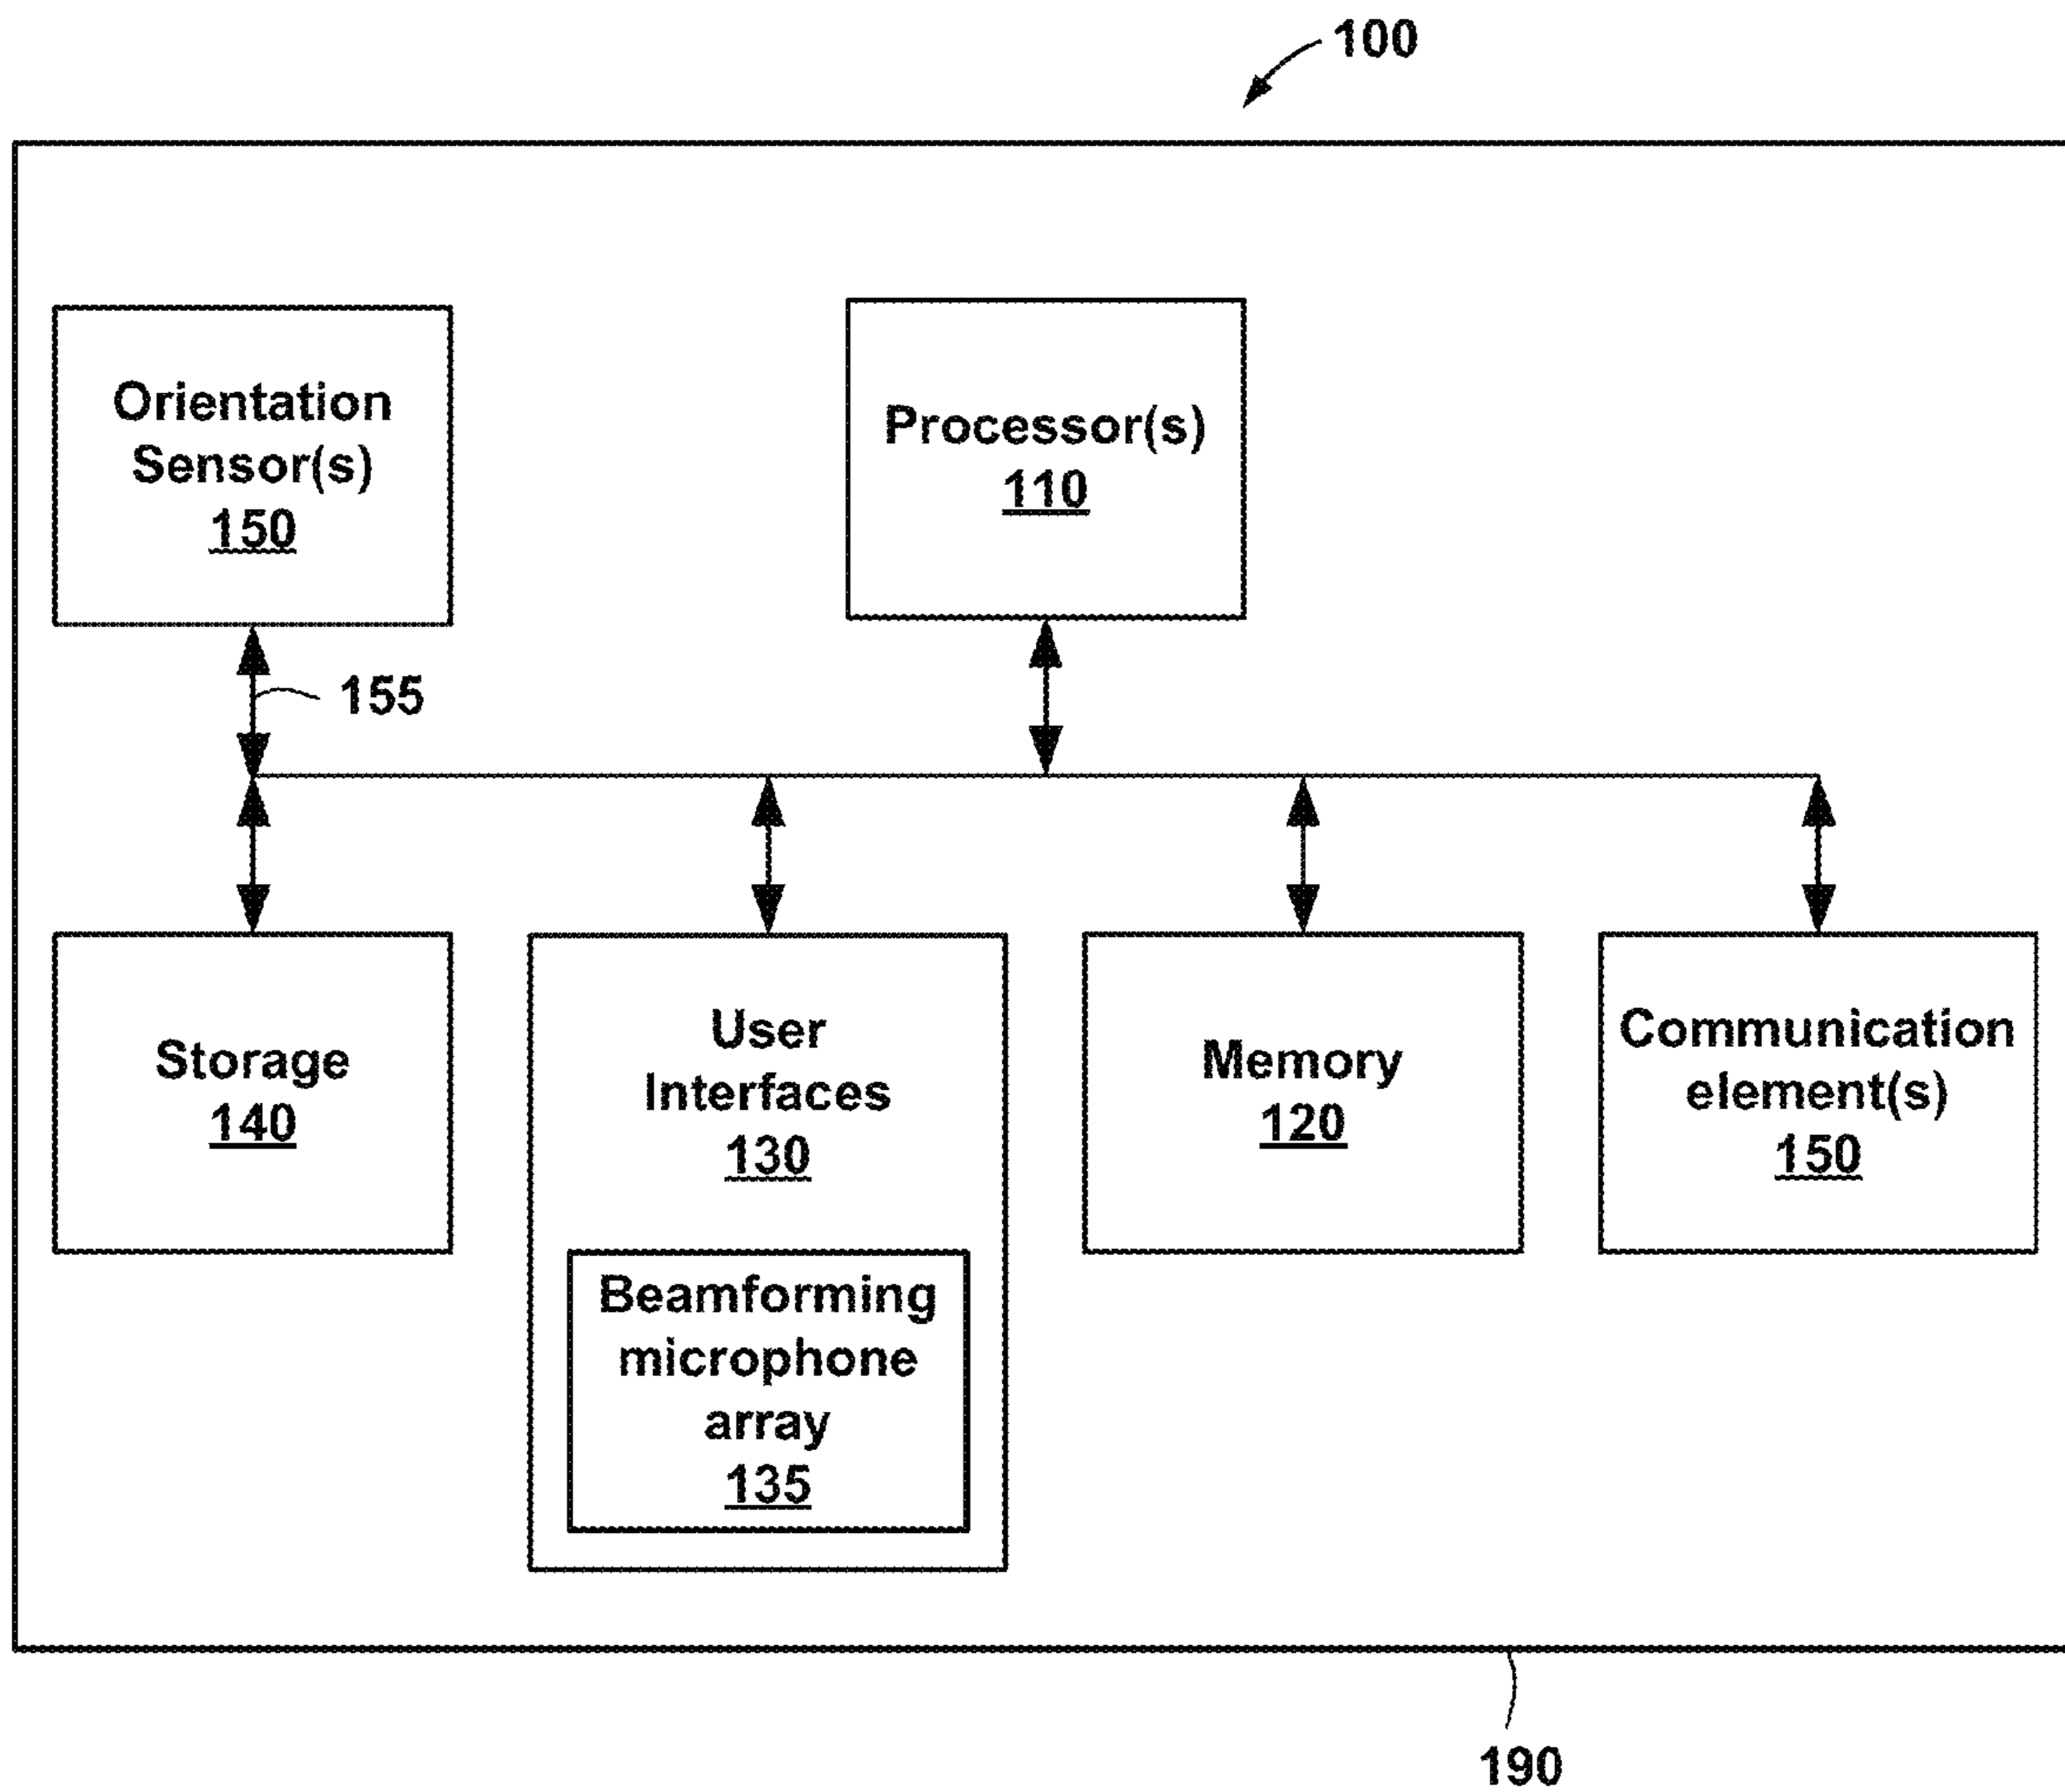 100
Orientation
Sensor(s)
150
Processor(s)
110
155
Storage
140
User
Interfaces
130
Beamforming
microphone
array
135
Memory
120
Communication
element(s)
150
190